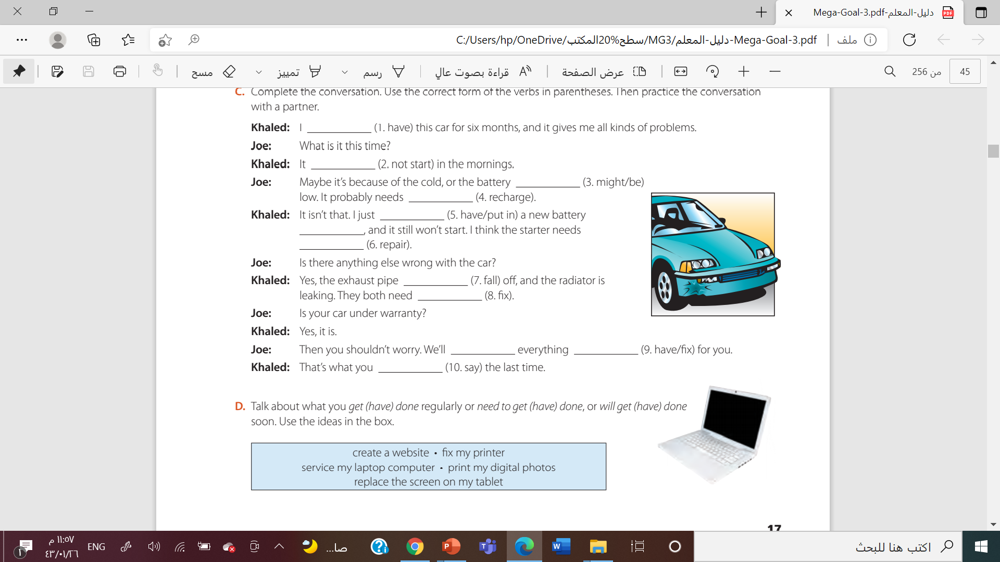 دليل-المعلم-Mega-Goal-3.pdf
C:/Users/hp/OneDrive/سطح%20المكتب/MG3/دليل-المعلم-Mega-Goal-3.pdf
ملف
45
من 256
عرض الصفحة
قراءة بصوت عالٍ
رسم
تمييز
مسح
C. Complete the conversation. Use the correct form of the verbs in parentheses. Then practice the conversation
with a partner.
Khaled: I ___________ (1. have) this car for six months, and it gives me all kinds of problems.
Joe: What is it this time?
Khaled: It ___________ (2. not start) in the mornings.
Joe: Maybe it’s because of the cold, or the battery ___________ (3. might/be)
low. It probably needs ___________ (4. recharge).
Khaled: It isn’t that. I just ___________ (5. have/put in) a new battery
___________, and it still won’t start. I think the starter needs
___________ (6. repair).
Joe: Is there anything else wrong with the car?
Khaled: Yes, the exhaust pipe ___________ (7. fall) off, and the radiator is
leaking. They both need ___________ (8. fix).
Joe: Is your car under warranty?
Khaled: Yes, it is.
Joe: Then you shouldn’t worry. We’ll ___________ everything ___________ (9. have/fix) for you.
Khaled: That’s what you ___________ (10. say) the last time.
D. Talk about what you get (have) done regularly or need to get (have) done, or will get (have) done
soon. Use the ideas in the box.
create a website • fix my printer
service my laptop computer • print my digital photos
replace the screen on my tablet
17
اكتب هنا للبحث
صا...
ENG
١١:٥٧ م
٤٣/٠١/٢٦
١